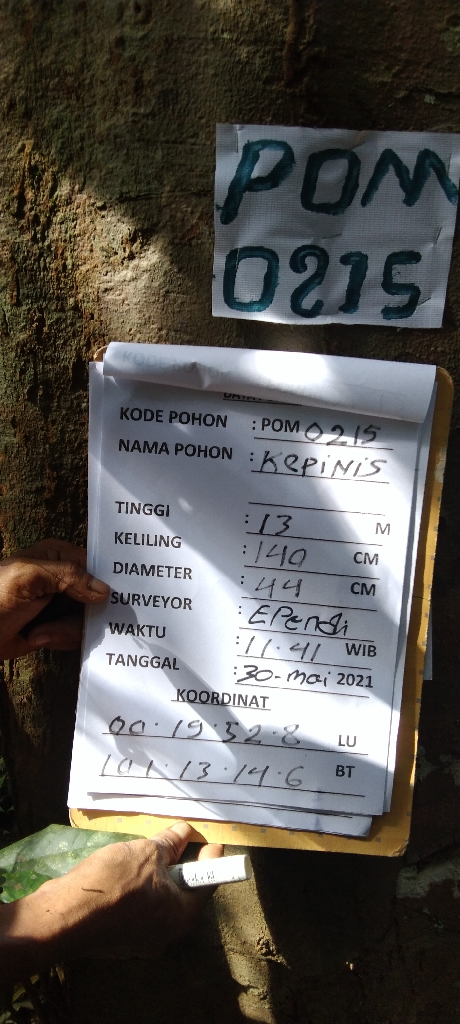 POM
0215
KODE POHON : POM 0215
NAMA POHON : KEPINIS
TINGGI : 13 M
KELILING : 140 CM
DIAMETER : 44 CM
SURVEYOR : EPendi
WAKTU : 11.41 WIB
TANGGAL : 30-mai 2021
KOORDINAT
00.19.52.8 LU
101.13.14.6 BT